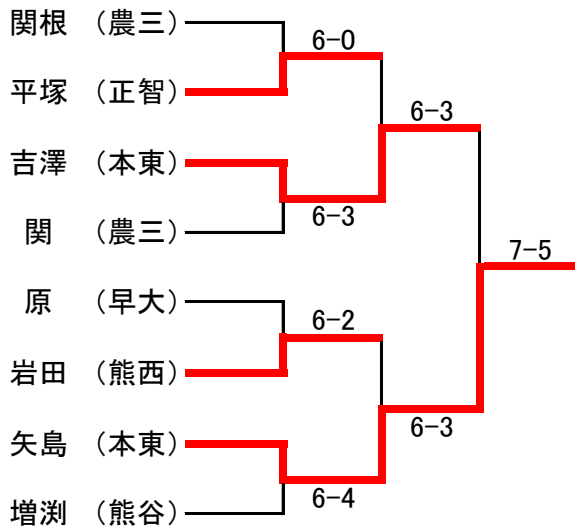 関根 （農三）
6-0
平塚 （正智）
6-3
吉澤 （本東）
6-3
関 （農三）
7-5
原 （早大）
6-2
岩田 （熊西）
6-3
矢島 （本東）
6-4
増渕 （熊谷）